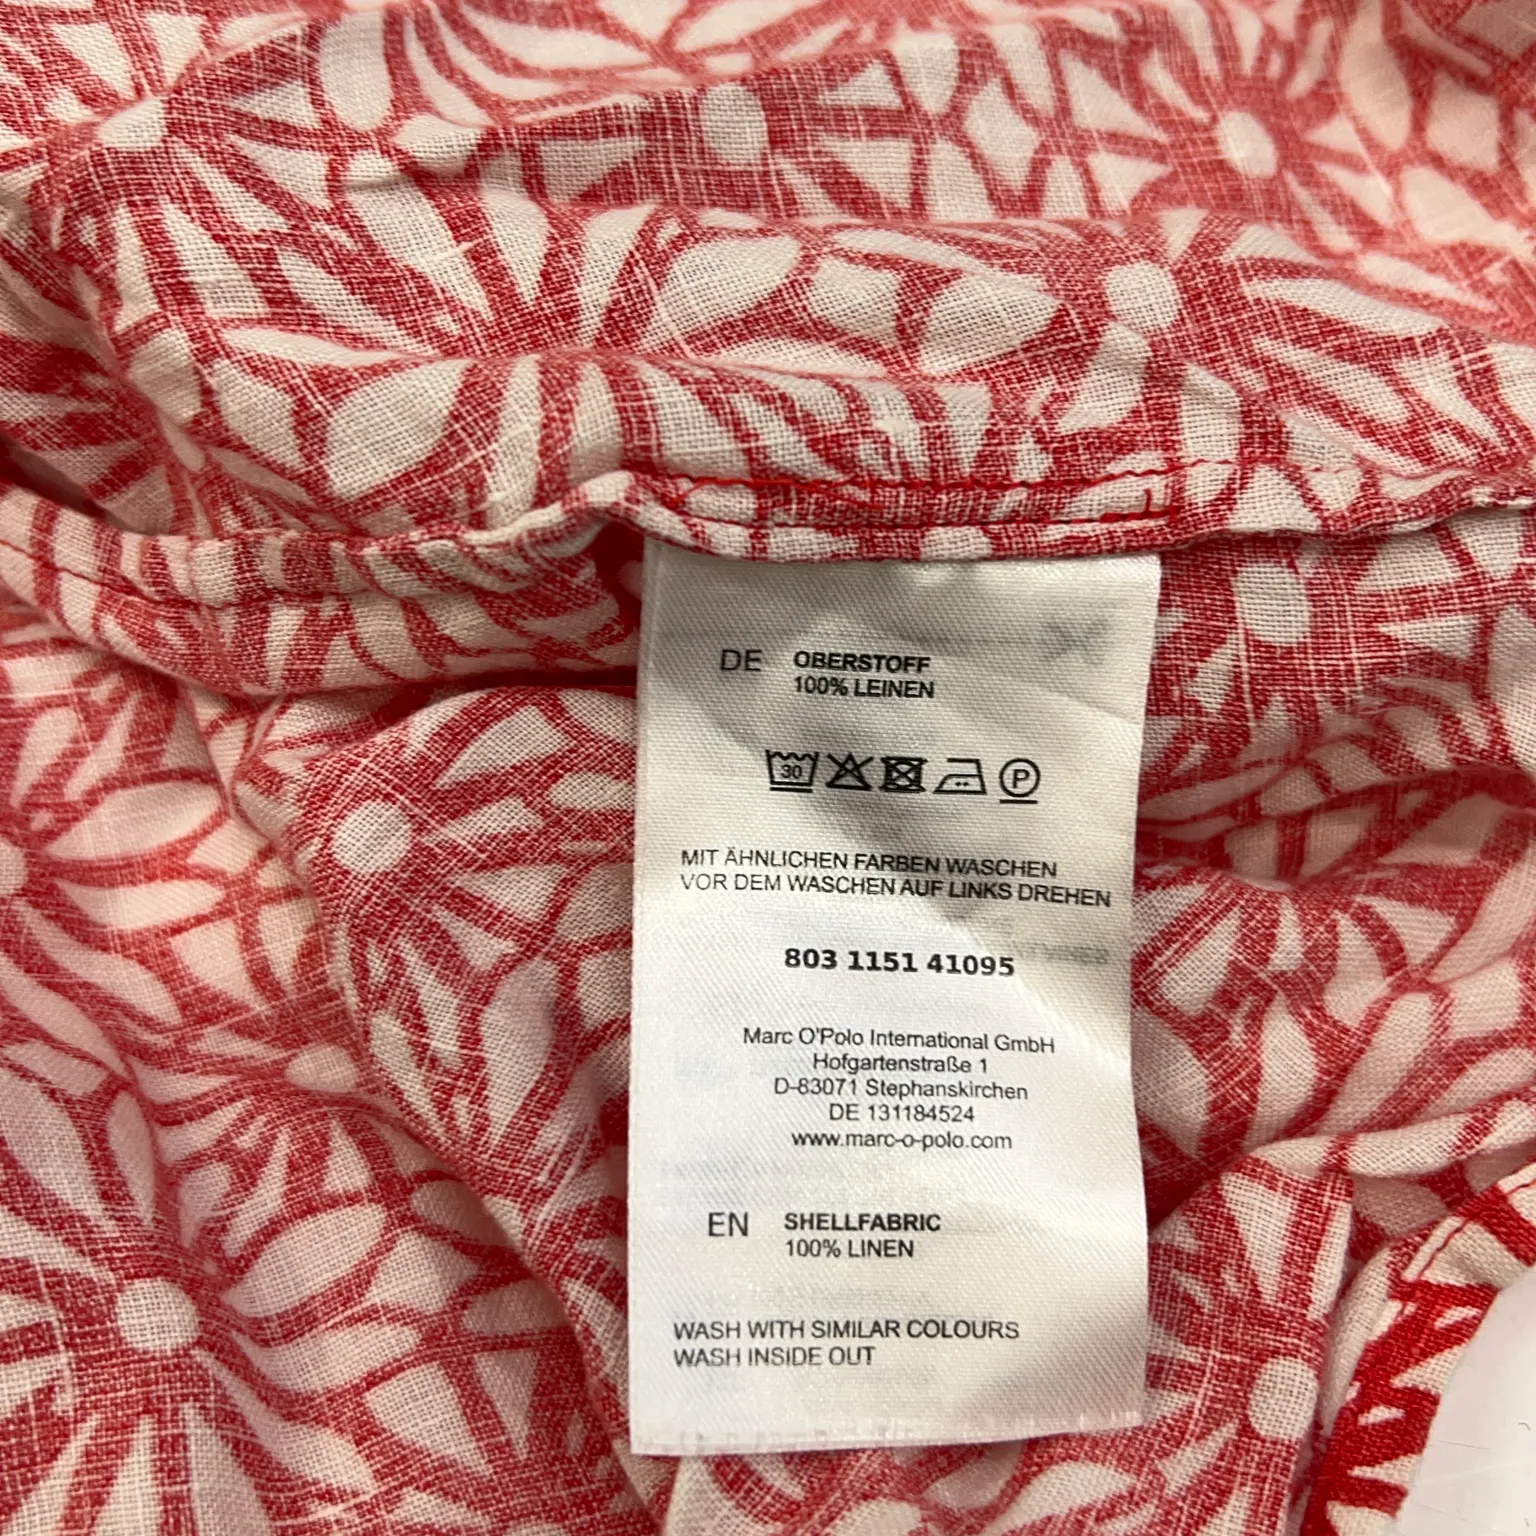 DE OBERSTOFF
100% LEINEN
30 P
MIT ÄHNLICHEN FARBEN WASCHEN
VOR DEM WASCHEN AUF LINKS DREHEN
803 1151 41095
Marc O'Polo International GmbH
Hofgartenstraße 1
D-83071 Stephanskirchen
DE 131184524
www.marc-o-polo.com
EN SHELLFABRIC
100% LINEN
WASH WITH SIMILAR COLOURS
WASH INSIDE OUT